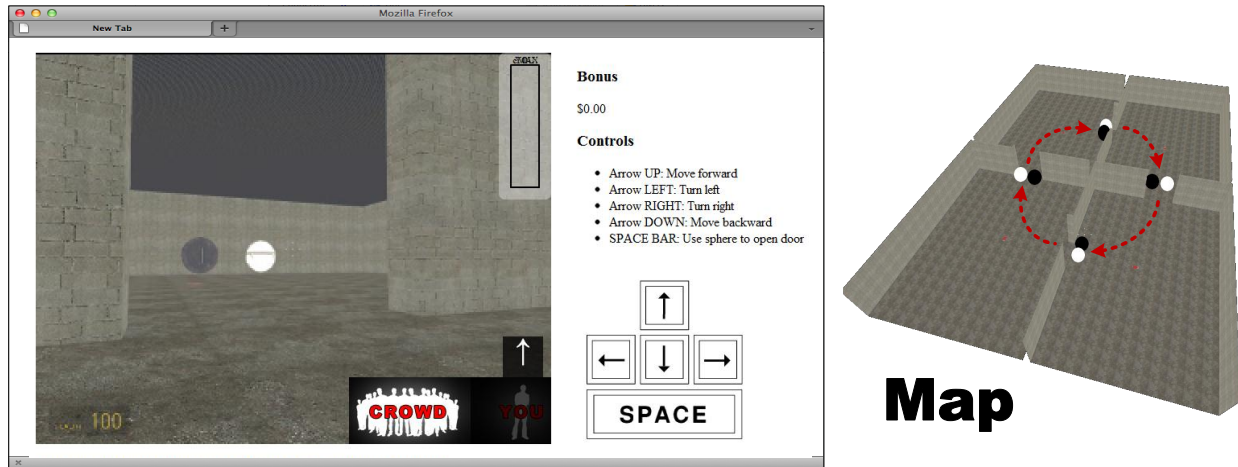 Mozilla Firefox
New Tab
+
Bonus
$0.00
Controls
• Arrow UP: Move forward
• Arrow LEFT: Turn left
• Arrow RIGHT: Turn right
• Arrow DOWN: Move backward
• SPACE BAR: Use sphere to open door
↑
← ↓ →
SPACE
↑
CROWD YOU
100
Map